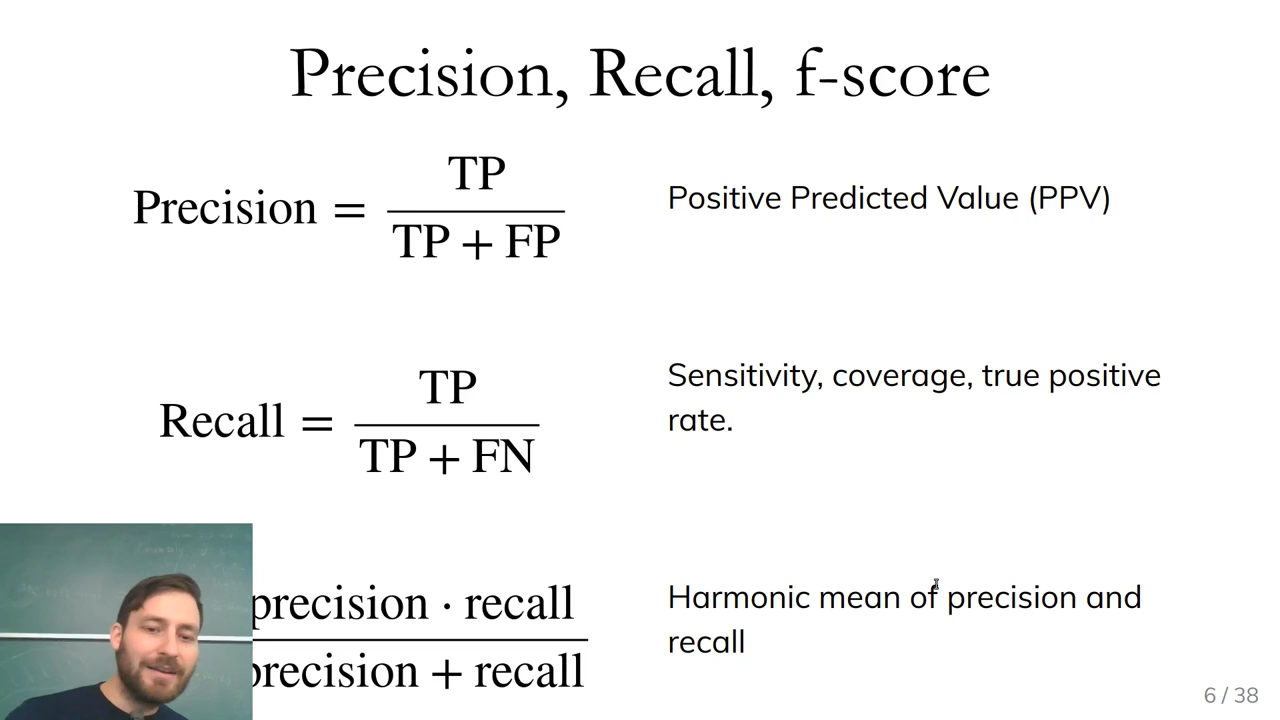 Precision, Recall, f-score
Precision = TP / TP + FP
Positive Predicted Value (PPV)
Recall = TP / TP + FN
Sensitivity, coverage, true positive
rate.
precision · recall
precision + recall
Harmonic mean of precision and
recall
6 / 38